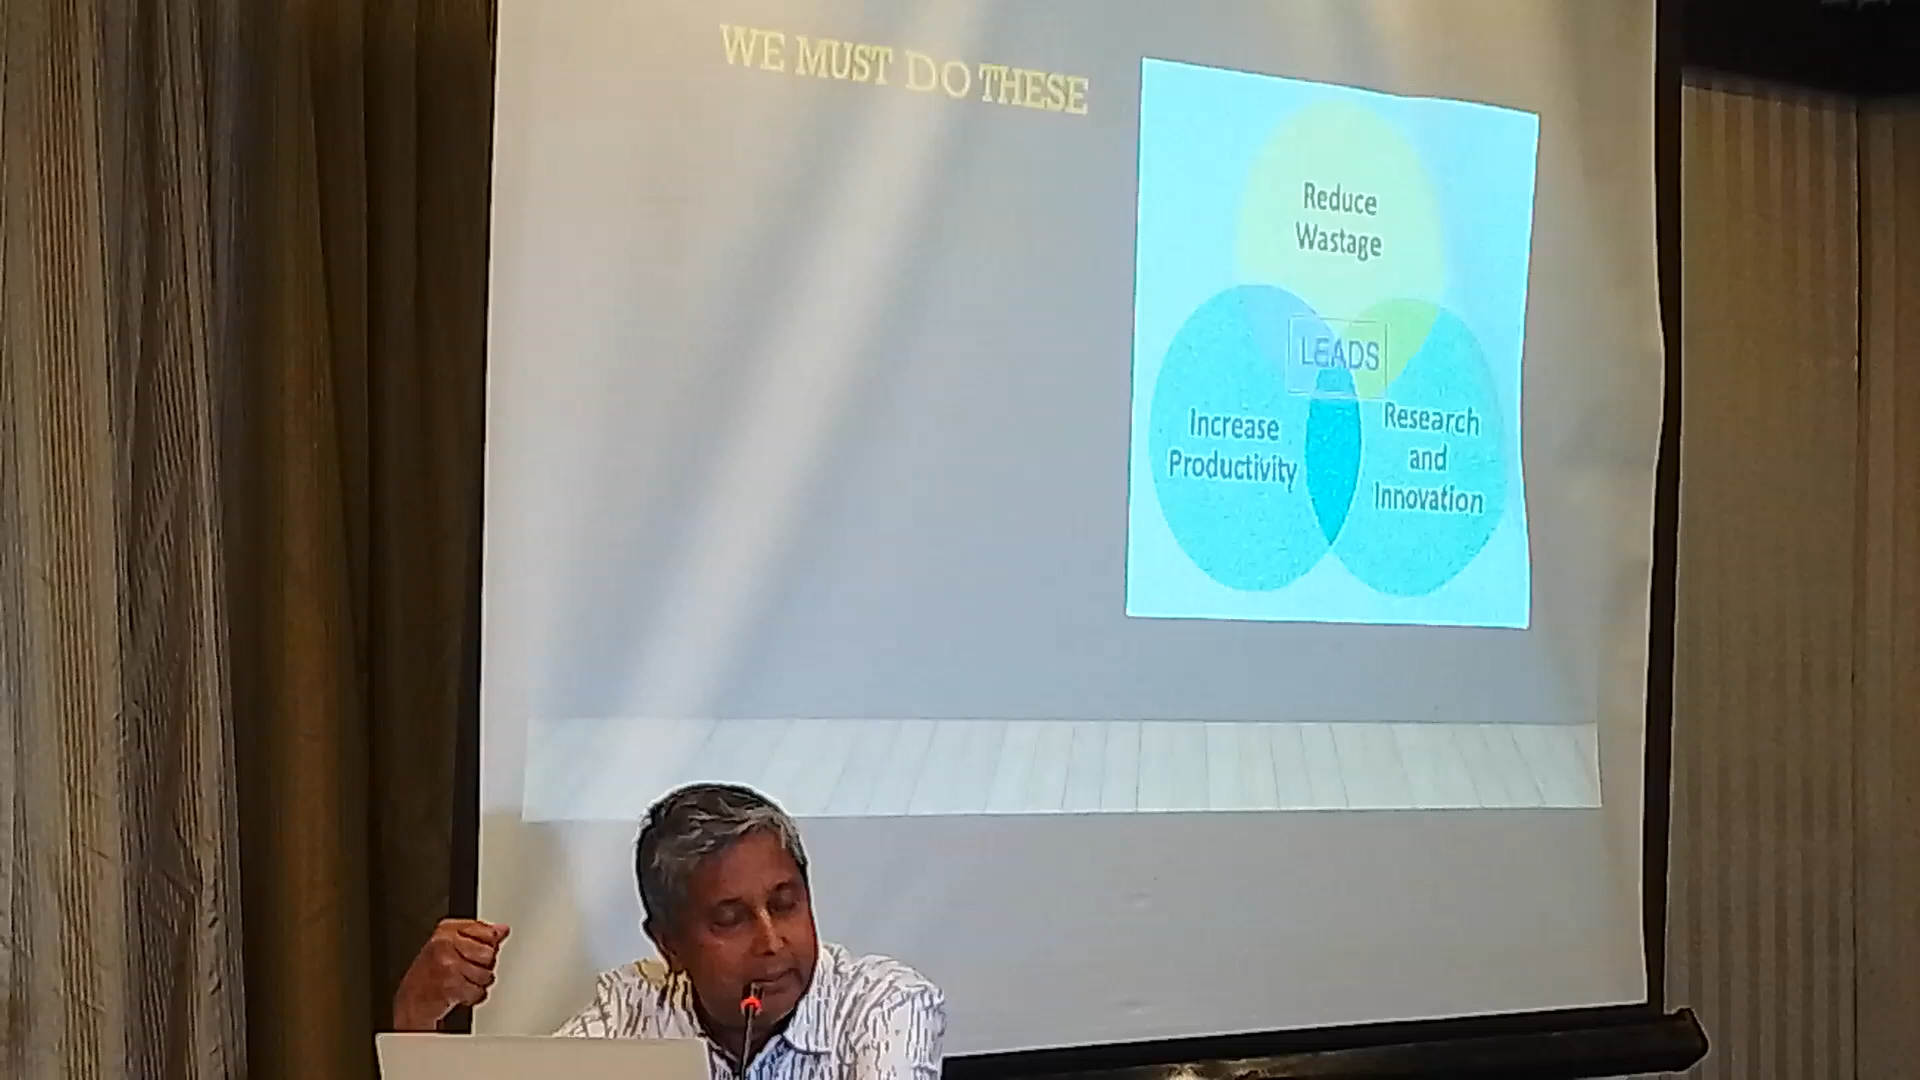 WE MUST DO THESE
Reduce
Wastage
LEADS
Increase
Productivity
Research
and
Innovation